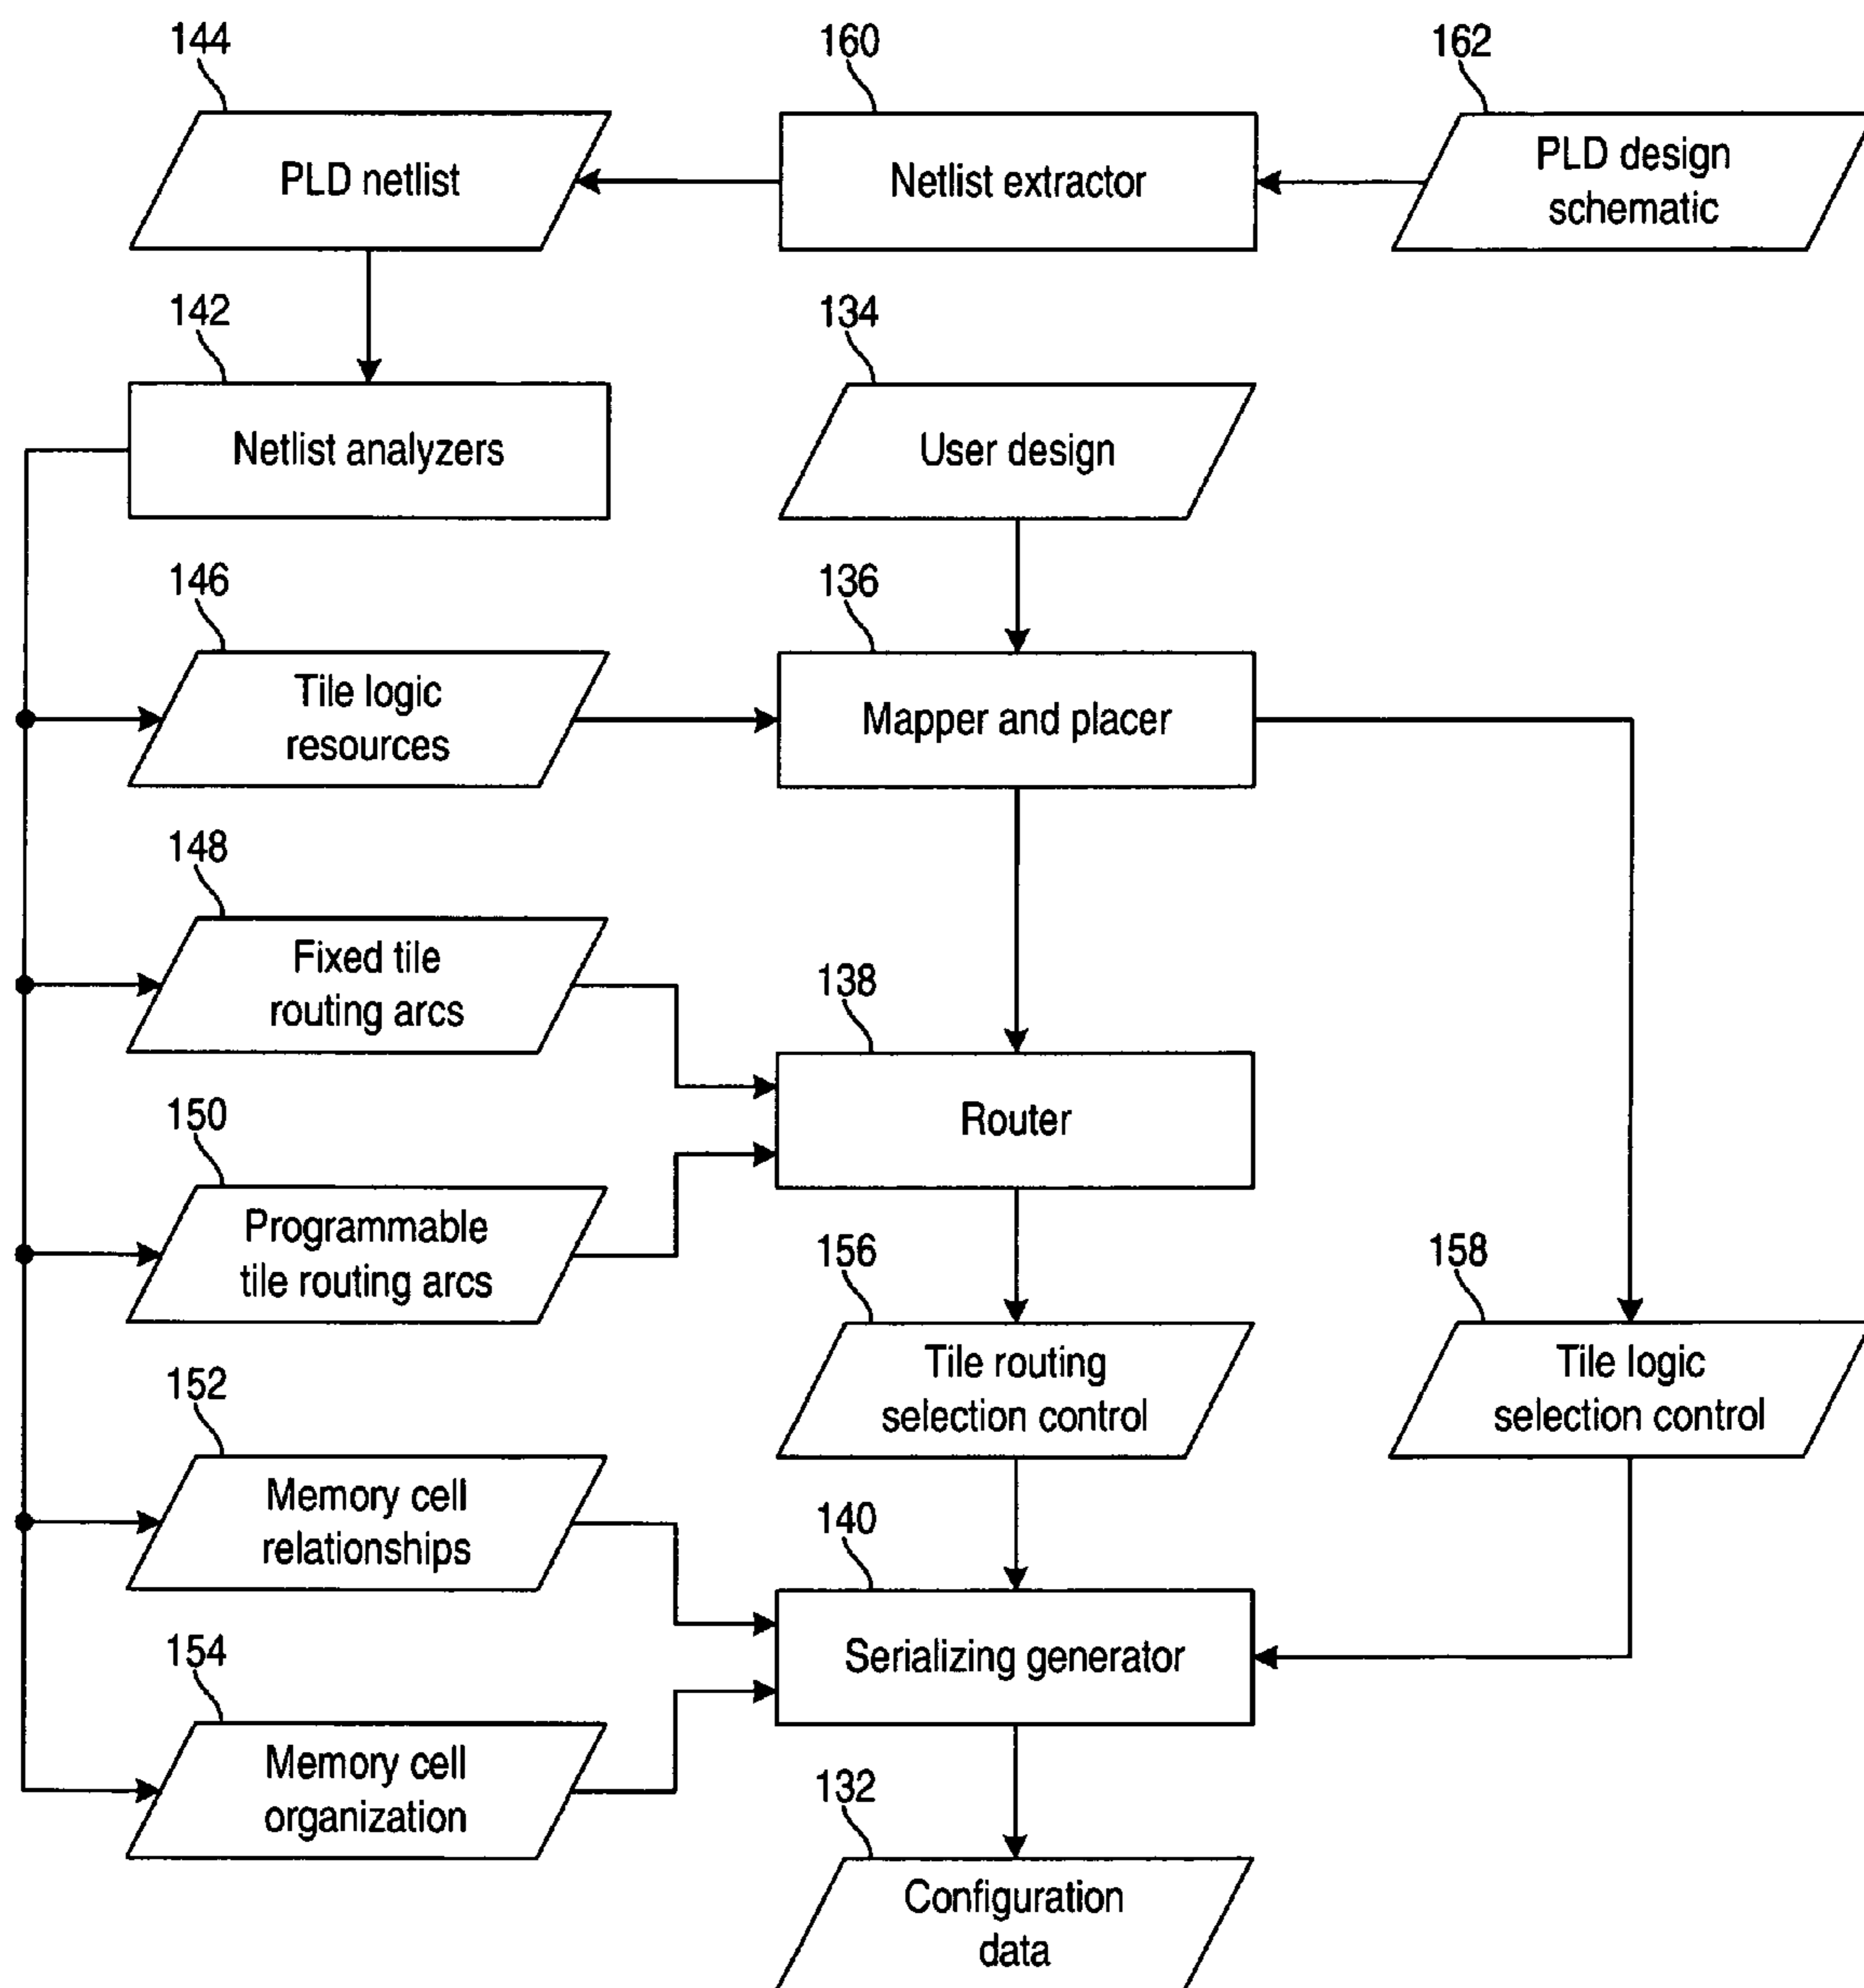 144
160
162
PLD netlist
Netlist extractor
PLD design
schematic
142
134
Netlist analyzers
User design
146
136
Tile logic
resources
Mapper and placer
148
Fixed tile
routing arcs
138
Router
150
Programmable
tile routing arcs
156
158
Tile routing
selection control
Tile logic
selection control
152
Memory cell
relationships
140
Serializing generator
154
Memory cell
organization
132
Configuration
data